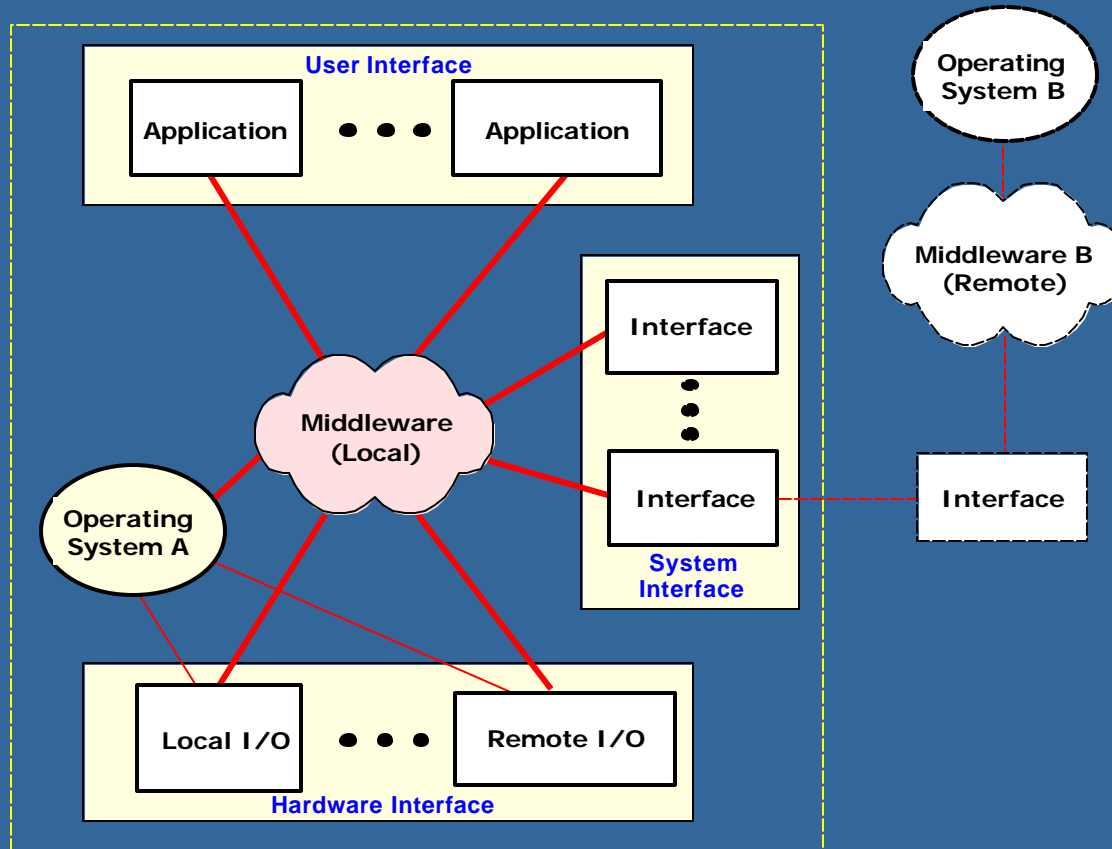 User Interface
Application
Application
Operating
System B
Middleware B
(Remote)
Interface
Middleware
(Local)
Interface
Interface
Operating
System A
System
Interface
Local I/O
Remote I/O
Hardware Interface